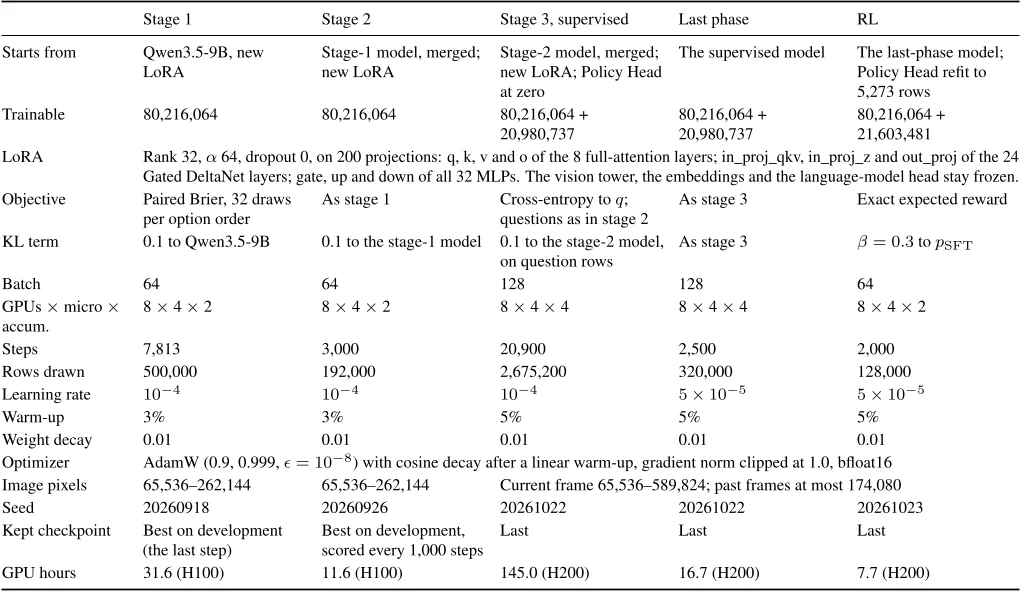 Stage 1 Stage 2 Stage 3, supervised Last phase RL
Starts from Qwen3.5-9B, new Stage-1 model, merged; Stage-2 model, merged; The supervised model The last-phase model;
LoRA new LoRA new LoRA; Policy Head Policy Head refit to
at zero 5,273 rows
Trainable 80,216,064 80,216,064 80,216,064 + 80,216,064 + 80,216,064 +
20,980,737 20,980,737 21,603,481
LoRA Rank 32, α 64, dropout 0, on 200 projections: q, k, v and o of the 8 full-attention layers; in_proj_qkv, in_proj_z and out_proj of the 24
Gated DeltaNet layers; gate, up and down of all 32 MLPs. The vision tower, the embeddings and the language-model head stay frozen.
Objective Paired Brier, 32 draws As stage 1 Cross-entropy to q; As stage 3 Exact expected reward
per option order questions as in stage 2
KL term 0.1 to Qwen3.5-9B 0.1 to the stage-1 model 0.1 to the stage-2 model, As stage 3 β = 0.3 to pSFT
on question rows
Batch 64 64 128 128 64
GPUs × micro × 8 × 4 × 2 8 × 4 × 2 8 × 4 × 4 8 × 4 × 4 8 × 4 × 2
accum.
Steps 7,813 3,000 20,900 2,500 2,000
Rows drawn 500,000 192,000 2,675,200 320,000 128,000
Learning rate 10⁻⁴ 10⁻⁴ 10⁻⁴ 5 × 10⁻⁵ 5 × 10⁻⁵
Warm-up 3% 3% 5% 5% 5%
Weight decay 0.01 0.01 0.01 0.01 0.01
Optimizer AdamW (0.9, 0.999, ϵ = 10⁻⁸) with cosine decay after a linear warm-up, gradient norm clipped at 1.0, bfloat16
Image pixels 65,536–262,144 65,536–262,144 Current frame 65,536–589,824; past frames at most 174,080
Seed 20260918 20260926 20261022 20261022 20261023
Kept checkpoint Best on development Best on development, Last Last Last
(the last step) scored every 1,000 steps
GPU hours 31.6 (H100) 11.6 (H100) 145.0 (H200) 16.7 (H200) 7.7 (H200)